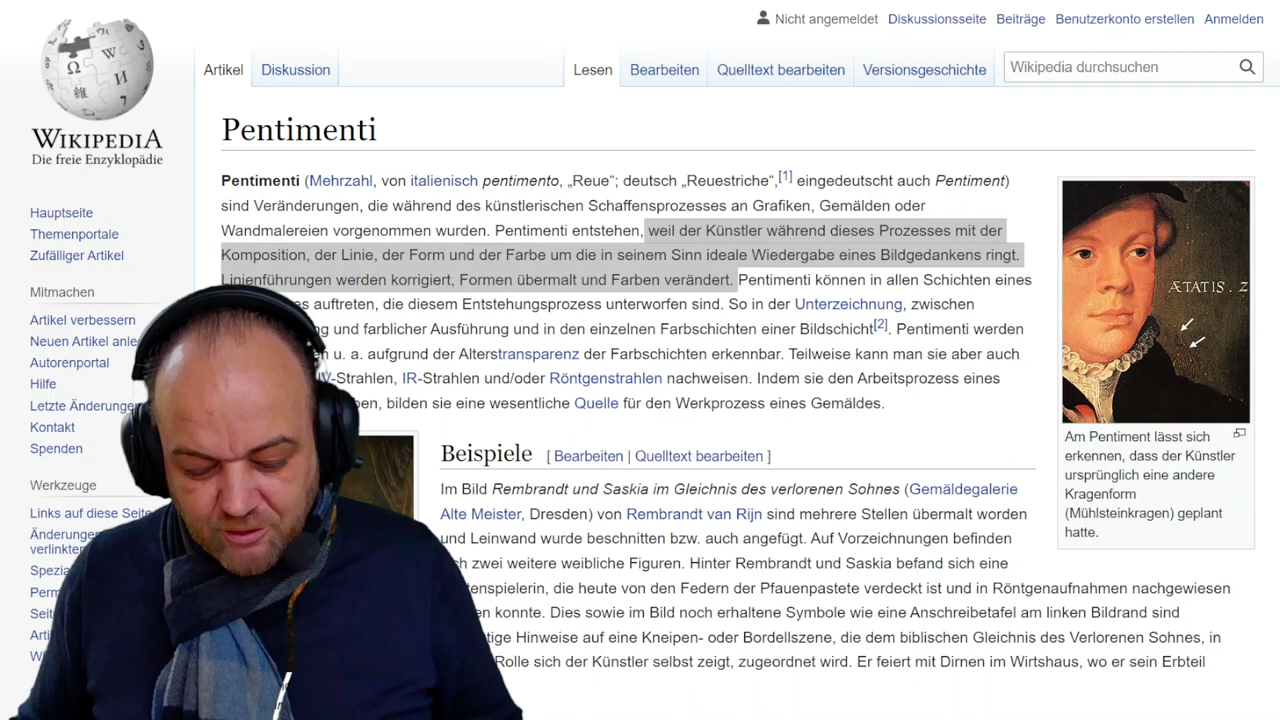 Nicht angemeldet Diskussionsseite Beiträge Benutzerkonto erstellen Anmelden
Artikel Diskussion Lesen Bearbeiten Quelltext bearbeiten Versionsgeschichte Wikipedia durchsuchen
WIKIPEDIA
Die freie Enzyklopädie
Hauptseite
Themenportale
Zufälliger Artikel
Mitmachen
Artikel verbessern
Neuen Artikel anle
Autorenportal
Hilfe
Letzte Änderungen
Kontakt
Spenden
Werkzeuge
Links auf diese Seite
Änderungen
verlinkten
Spezia
Perm
Seite
Arti
Pentimenti
Pentimenti (Mehrzahl, von italienisch pentimento, „Reue“; deutsch „Reuestriche“,[1] eingedeutscht auch Pentiment)
sind Veränderungen, die während des künstlerischen Schaffensprozesses an Grafiken, Gemälden oder
Wandmalereien vorgenommen wurden. Pentimenti entstehen, weil der Künstler während dieses Prozesses mit der
Komposition, der Linie, der Form und der Farbe um die in seinem Sinn ideale Wiedergabe eines Bildgedankens ringt.
Linienführungen werden korrigiert, Formen übermalt und Farben verändert. Pentimenti können in allen Schichten eines
auftreten, die diesem Entstehungsprozess unterworfen sind. So in der Unterzeichnung, zwischen
und farblicher Ausführung und in den einzelnen Farbschichten einer Bildschicht[2]. Pentimenti werden
u. a. aufgrund der Alterstransparenz der Farbschichten erkennbar. Teilweise kann man sie aber auch
UV-Strahlen, IR-Strahlen und/oder Röntgenstrahlen nachweisen. Indem sie den Arbeitsprozess eines
bilden sie eine wesentliche Quelle für den Werkprozess eines Gemäldes.
Beispiele [ Bearbeiten | Quelltext bearbeiten ]
Im Bild Rembrandt und Saskia im Gleichnis des verlorenen Sohnes (Gemäldegalerie
Alte Meister, Dresden) von Rembrandt van Rijn sind mehrere Stellen übermalt worden
und Leinwand wurde beschnitten bzw. auch angefügt. Auf Vorzeichnungen befinden
zwei weitere weibliche Figuren. Hinter Rembrandt und Saskia befand sich eine
tenspielerin, die heute von den Federn der Pfauenpastete verdeckt ist und in Röntgenaufnahmen nachgewiesen
konnte. Dies sowie im Bild noch erhaltene Symbole wie eine Anschreibetafel am linken Bildrand sind
tige Hinweise auf eine Kneipen- oder Bordellszene, die dem biblischen Gleichnis des Verlorenen Sohnes, in
Rolle sich der Künstler selbst zeigt, zugeordnet wird. Er feiert mit Dirnen im Wirtshaus, wo er sein Erbteil
ÆTATIS . 2
Am Pentiment lässt sich
erkennen, dass der Künstler
ursprünglich eine andere
Kragenform
(Mühlsteinkragen) geplant
hatte.